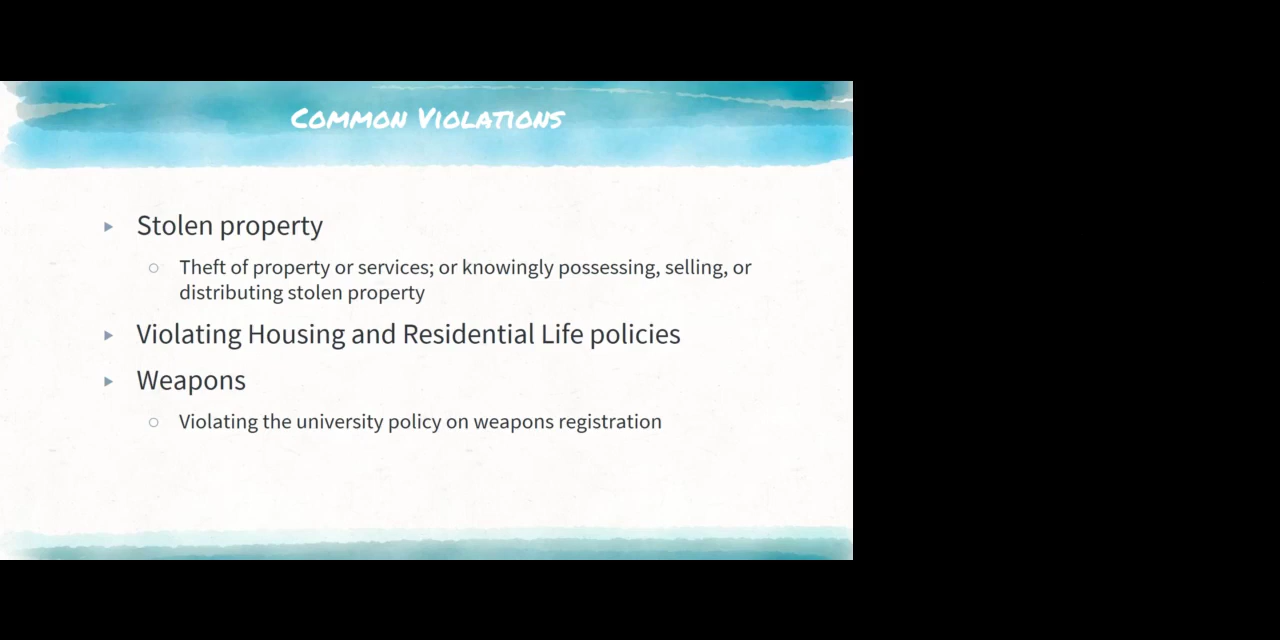 Common Violations
Stolen property
Theft of property or services; or knowingly possessing, selling, or
distributing stolen property
Violating Housing and Residential Life policies
Weapons
Violating the university policy on weapons registration